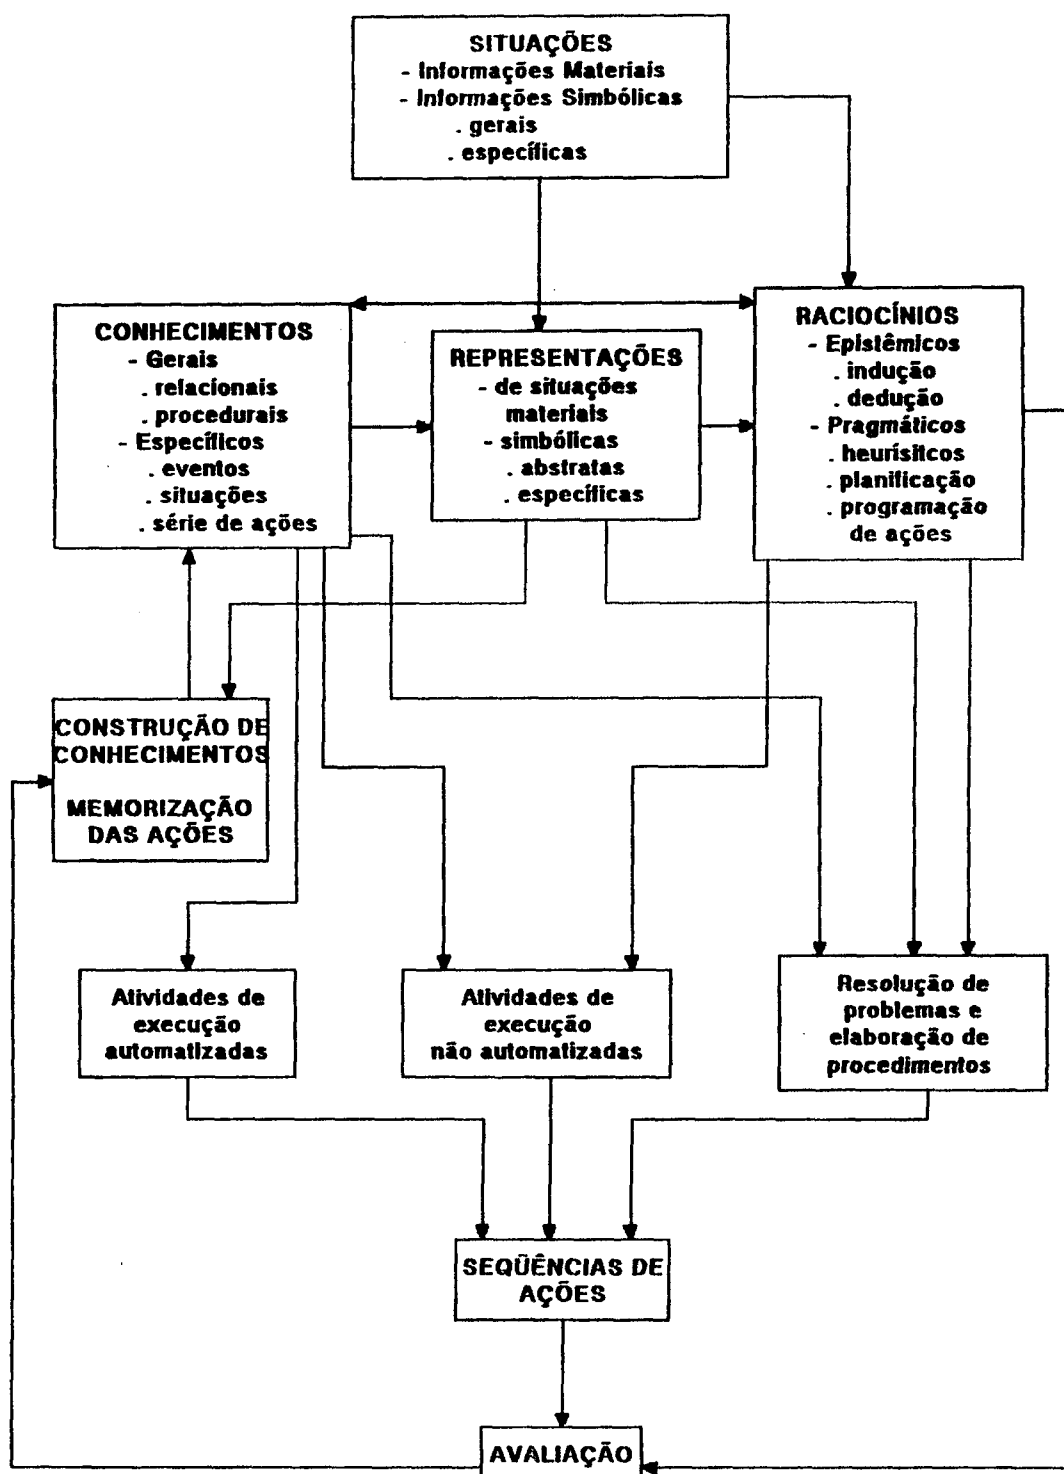 SITUAÇÕES
- Informações Materiais
- Informações Simbólicas
. gerais
. específicas
CONHECIMENTOS
- Gerais
. relacionais
. procedurais
- Específicos
. eventos
. situações
. série de ações
REPRESENTAÇÕES
- de situações
materiais
- simbólicas
. abstratas
. específicas
RACIOCÍNIOS
- Epistêmicos
. indução
. dedução
- Pragmáticos
. heurísitcos
. planificação
. programação
de ações
CONSTRUÇÃO DE
CONHECIMENTOS
MEMORIZAÇÃO
DAS AÇÕES
Atividades de
execução
automatizadas
Atividades de
execução
não automatizadas
Resolução de
problemas e
elaboração de
procedimentos
SEQÜÊNCIAS DE
AÇÕES
AVALIAÇÃO